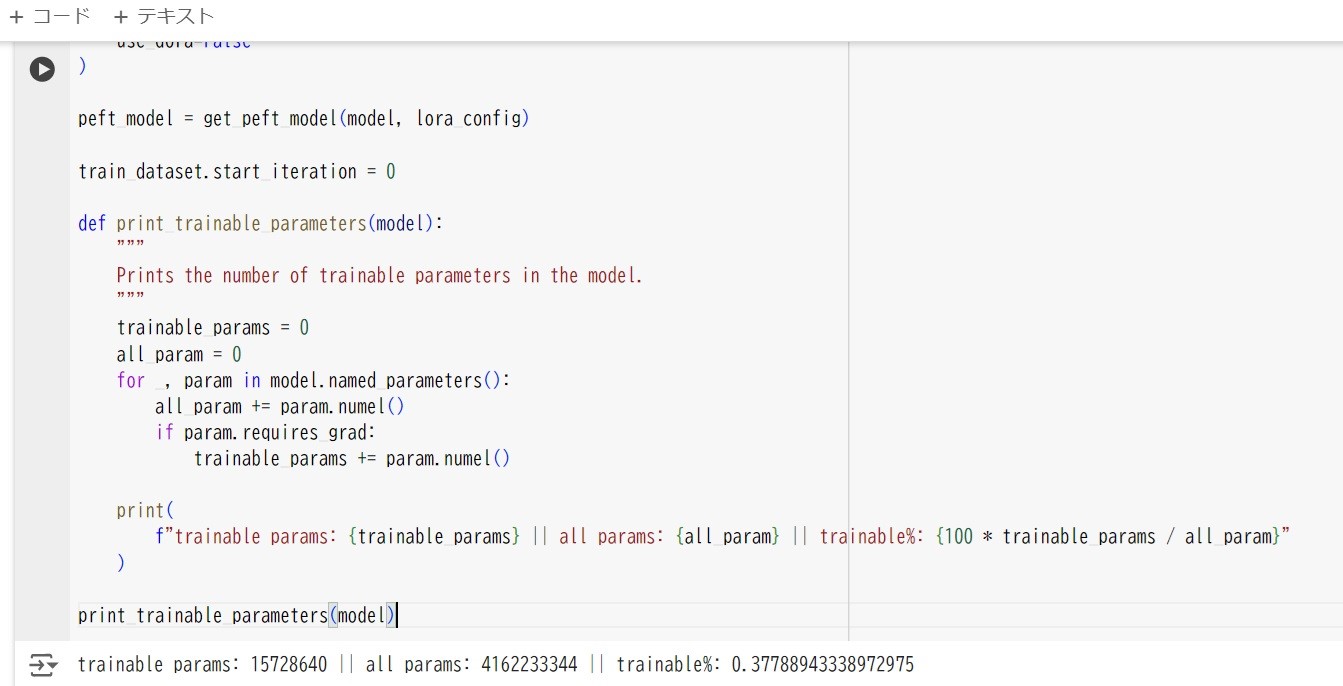 + コード + テキスト
use_dora=False
)
peft_model = get_peft_model(model, lora_config)
train_dataset.start_iteration = 0
def print_trainable_parameters(model):
"""
Prints the number of trainable parameters in the model.
"""
trainable_params = 0
all_param = 0
for _, param in model.named_parameters():
all_param += param.numel()
if param.requires_grad:
trainable_params += param.numel()
print(
f"trainable params: {trainable_params} || all params: {all_param} || trainable%: {100 * trainable_params / all_param}"
)
print_trainable_parameters(model)
trainable params: 15728640 || all params: 4162233344 || trainable%: 0.37788943338972975